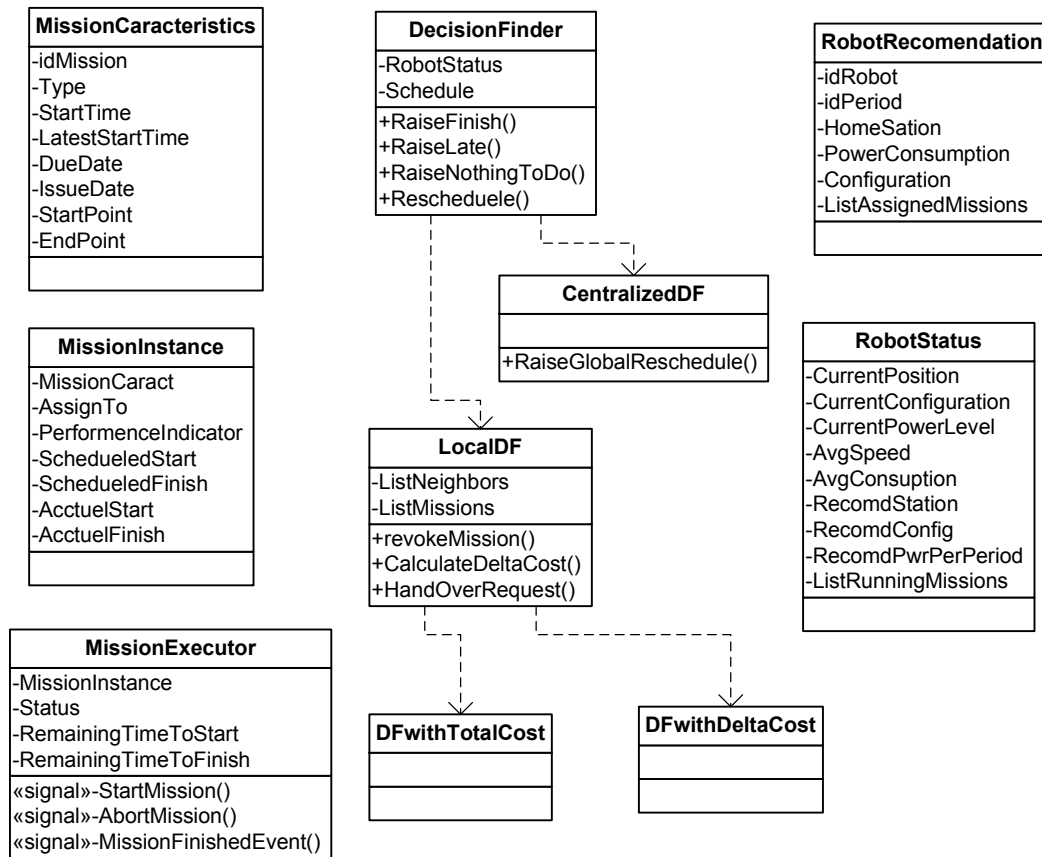 MissionCaracteristics
-idMission
-Type
-StartTime
-LatestStartTime
-DueDate
-IssueDate
-StartPoint
-EndPoint
DecisionFinder
-RobotStatus
-Schedule
+RaiseFinish()
+RaiseLate()
+RaiseNothingToDo()
+Rescheduele()
RobotRecomendation
-idRobot
-idPeriod
-HomeSation
-PowerConsumption
-Configuration
-ListAssignedMissions
CentralizedDF
+RaiseGlobalReschedule()
MissionInstance
-MissionCaract
-AssignTo
-PerformenceIndicator
-SchedueledStart
-SchedueledFinish
-AcctuelStart
-AcctuelFinish
RobotStatus
-CurrentPosition
-CurrentConfiguration
-CurrentPowerLevel
-AvgSpeed
-AvgConsuption
-RecomdStation
-RecomdConfig
-RecomdPwrPerPeriod
-ListRunningMissions
LocalDF
-ListNeighbors
-ListMissions
+revokeMission()
+CalculateDeltaCost()
+HandOverRequest()
MissionExecutor
-MissionInstance
-Status
-RemainingTimeToStart
-RemainingTimeToFinish
«signal»-StartMission()
«signal»-AbortMission()
«signal»-MissionFinishedEvent()
DFwithTotalCost
DFwithDeltaCost